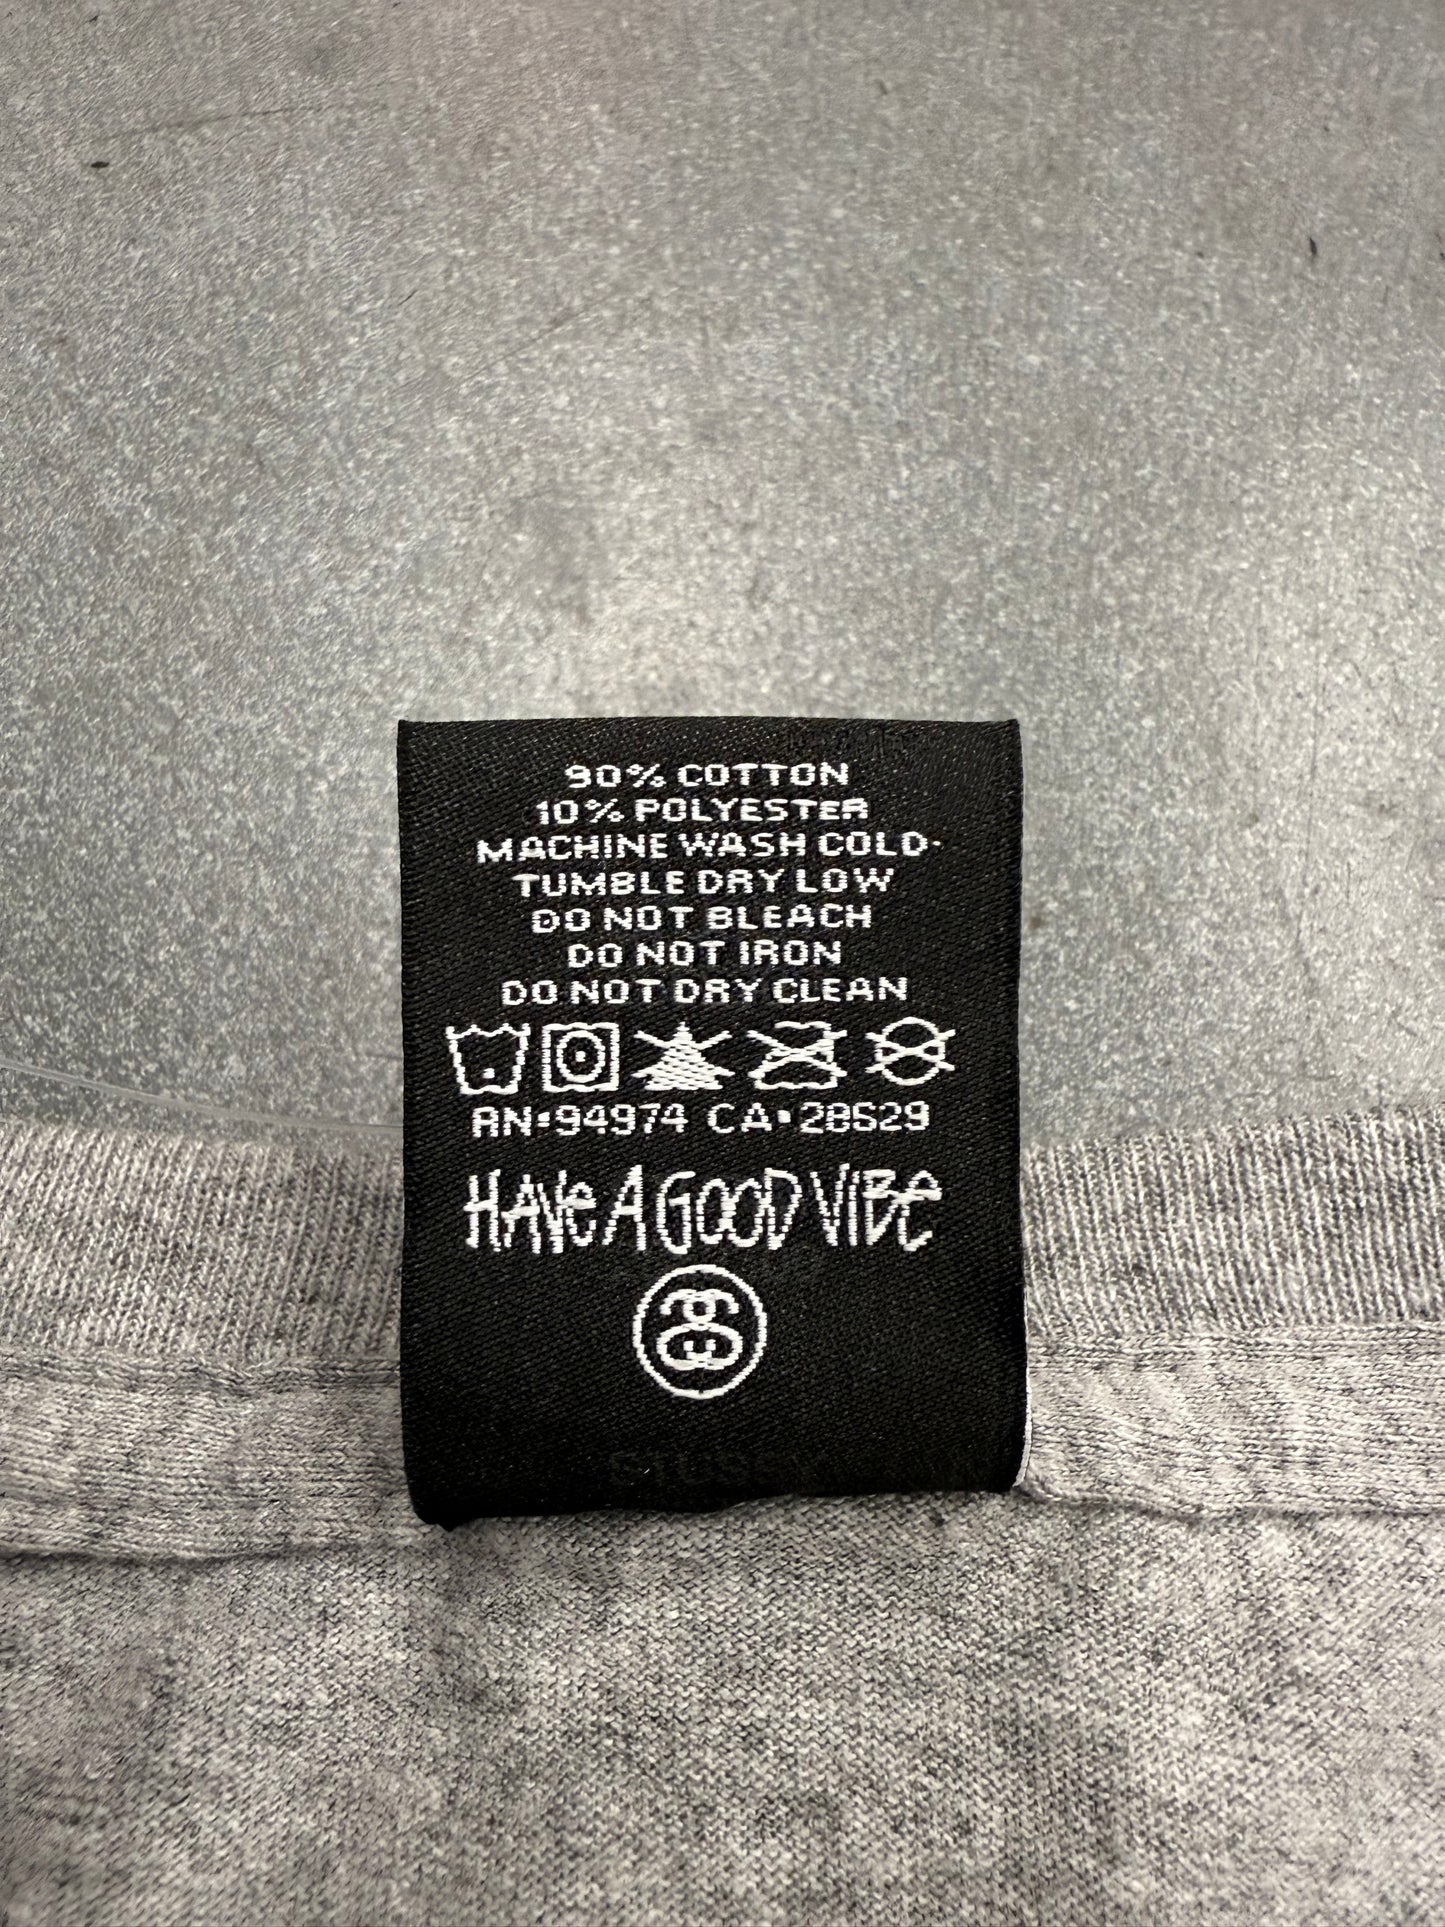 90% COTTON
10% POLYESTER
MACHINE WASH COLD-
TUMBLE DRY LOW
DO NOT BLEACH
DO NOT IRON
DO NOT DRY CLEAN
RN:94974 CA:28629
HAVE A GOOD VIBE